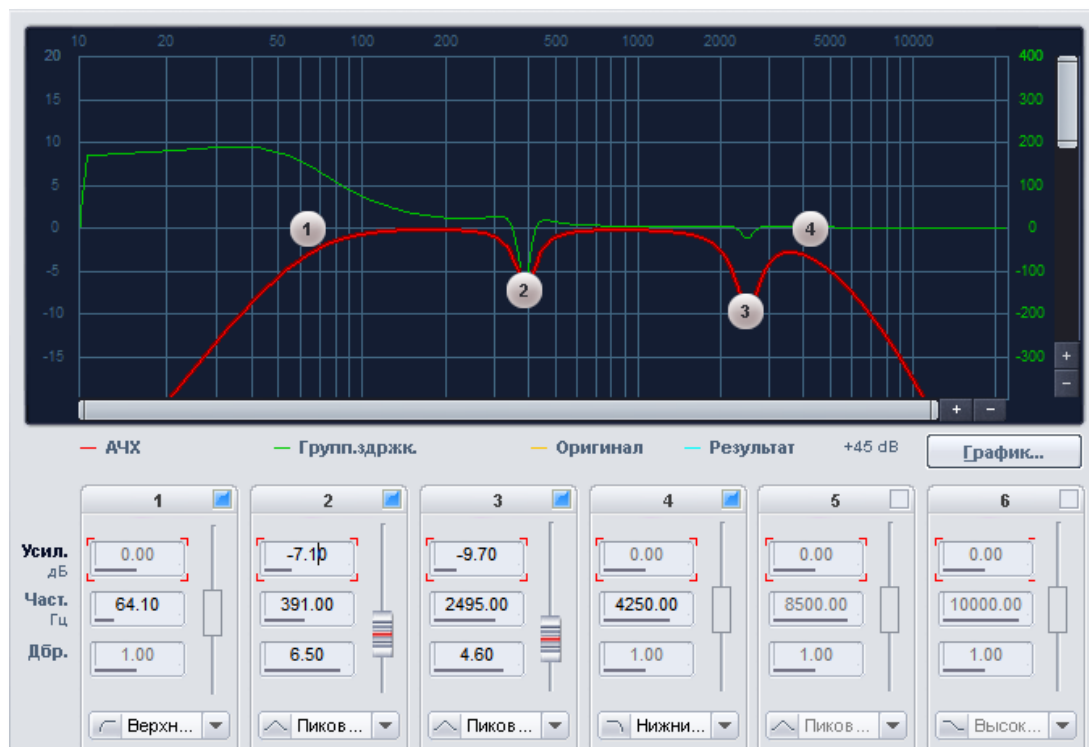 10 20 50 100 200 500 1000 2000 5000 10000
20 400
15 300
10 200
5 100
0 1 4 0
-5 -100
2
-10 3 -200
-15 -300
+
−
+ −
АЧХ Групп.здржк. Оригинал Результат +45 dB График...
1 2 3 4 5 6
Усил. 0.00 -7.10 -9.70 0.00 0.00 0.00
дБ
Част. 64.10 391.00 2495.00 4250.00 8500.00 10000.00
Гц
Дбр. 1.00 6.50 4.60 1.00 1.00 1.00
Верхн... Пиков... Пиков... Нижни... Пиков... Высок...